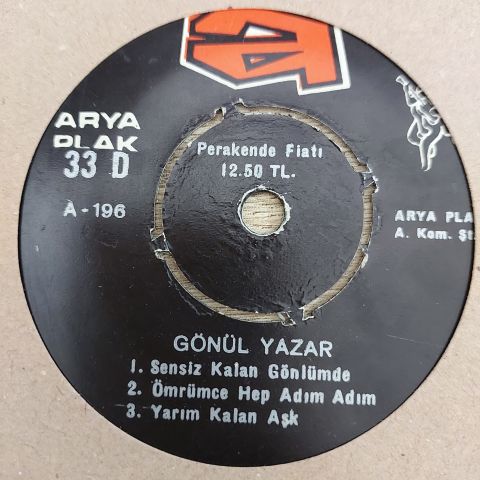 ARYA
PLAK
33 D
A-196
Perakende Fiatı
12.50 TL.
ARYA PLA
A. Kom. Şt.
GÖNÜL YAZAR
1. Sensiz Kalan Gönlümde
2. Ömrümce Hep Adım Adım
3. Yarım Kalan Aşk